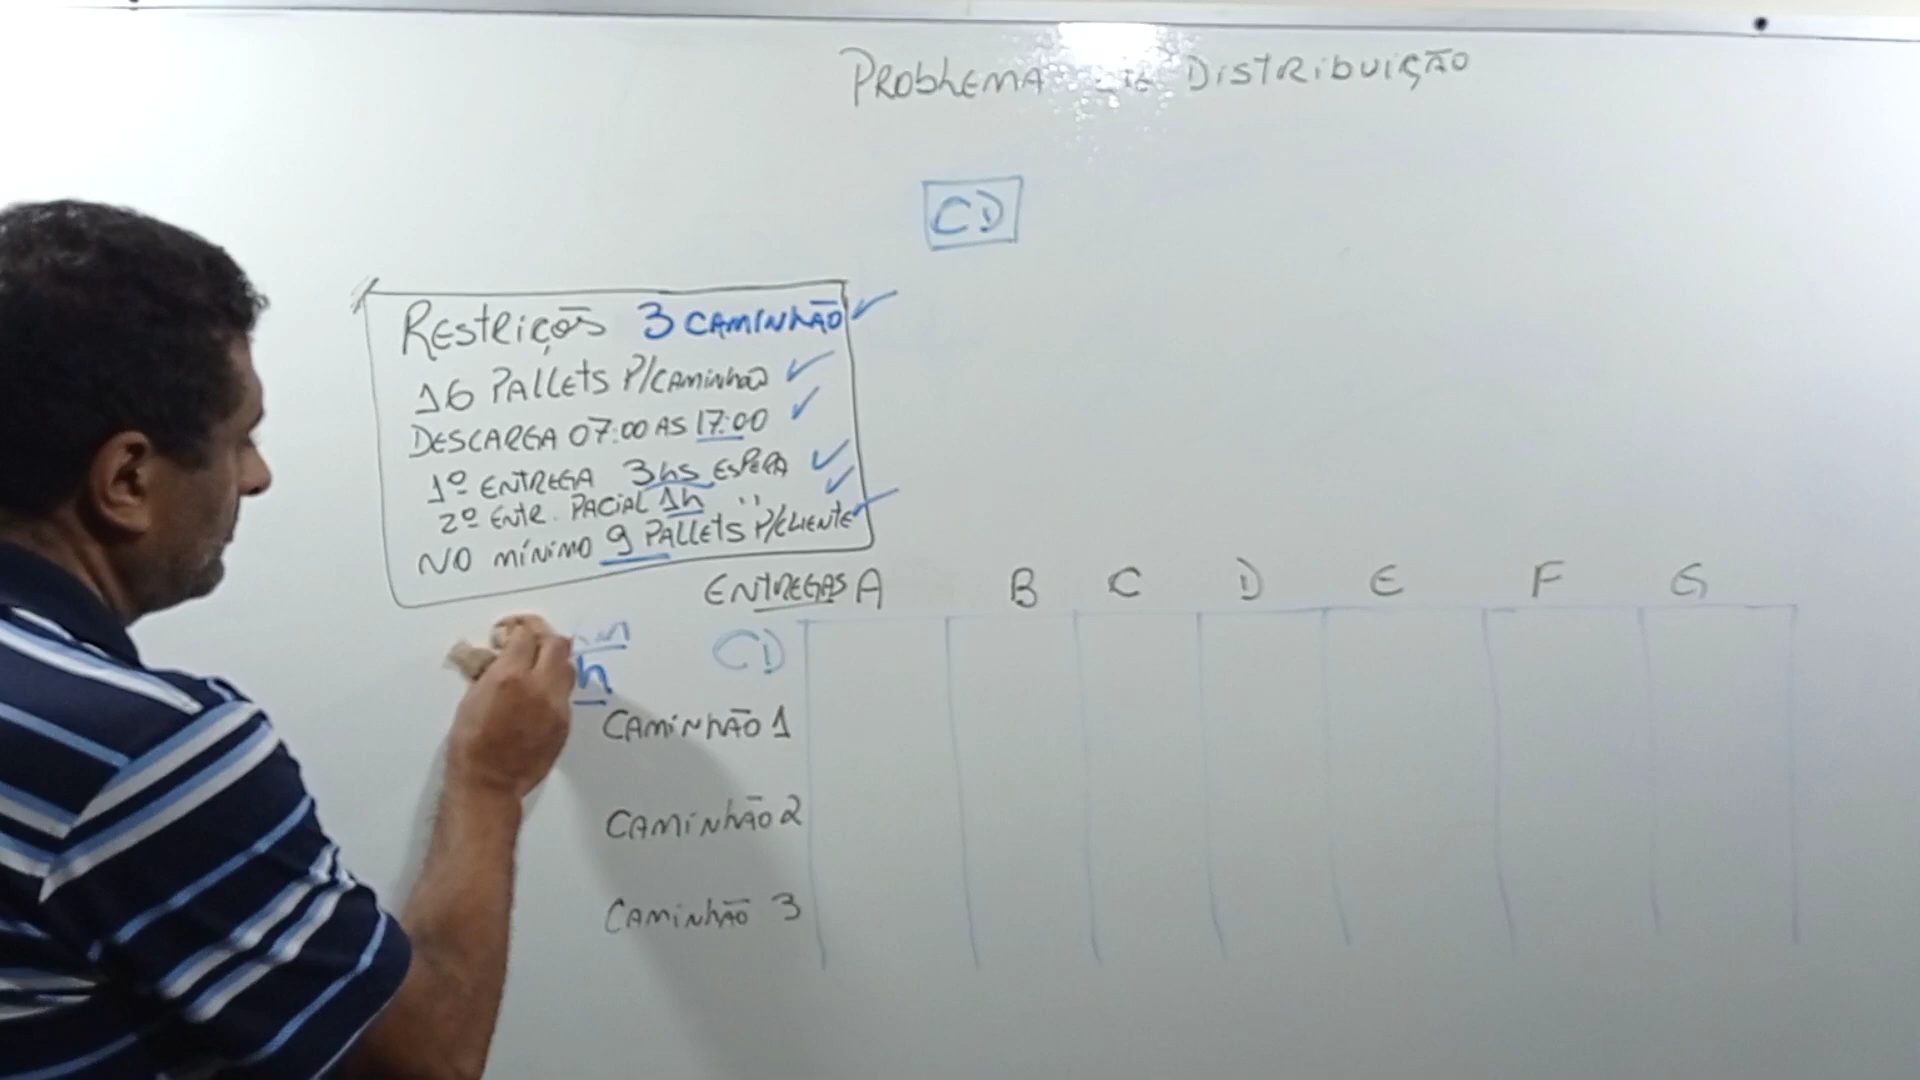 PROBLEMA DISTRIBUIÇÃO
CD
REStRiçõS 3 CAMINhÃO
16 PALLETS P/CAMINHÃO
DESCARGA 07:00 AS 17:00
1º ENTREGA 3hs ESPERA
2º ENtR. PACIAL 1h "
NO MÍNIMO 9 PALLETS P/CLIENTE
ENTREGAS A B C D E F G
h CD
CAMINHÃO 1
CAMINHÃO 2
CAMINHÃO 3